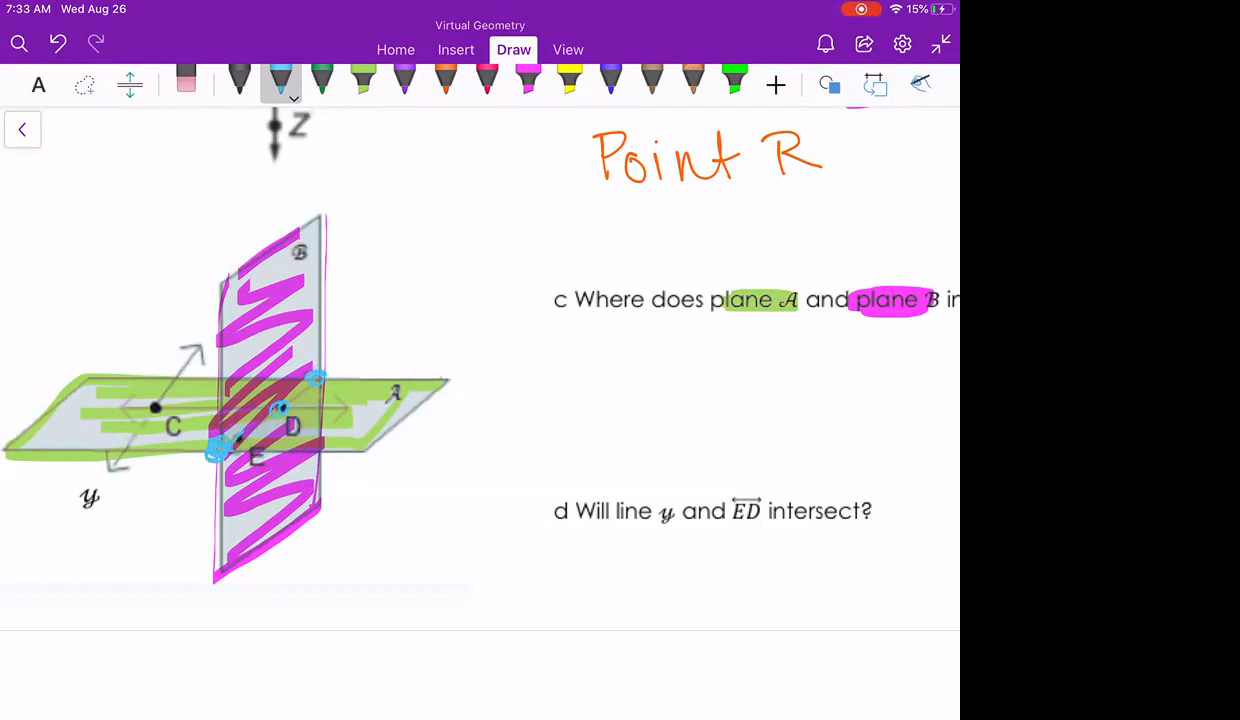 7:33 AM Wed Aug 26
15%
Virtual Geometry
Home Insert Draw View
A
Z
Point R
B
c Where does plane A and plane B in
A
C
D
E
y
d Will line y and ED intersect?